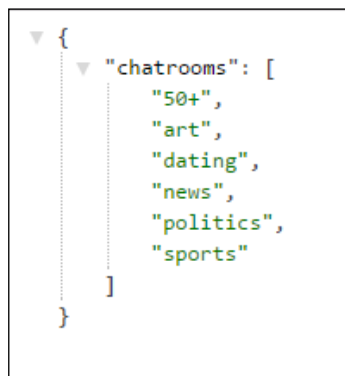 {
"chatrooms": [
"50+",
"art",
"dating",
"news",
"politics",
"sports"
]
}